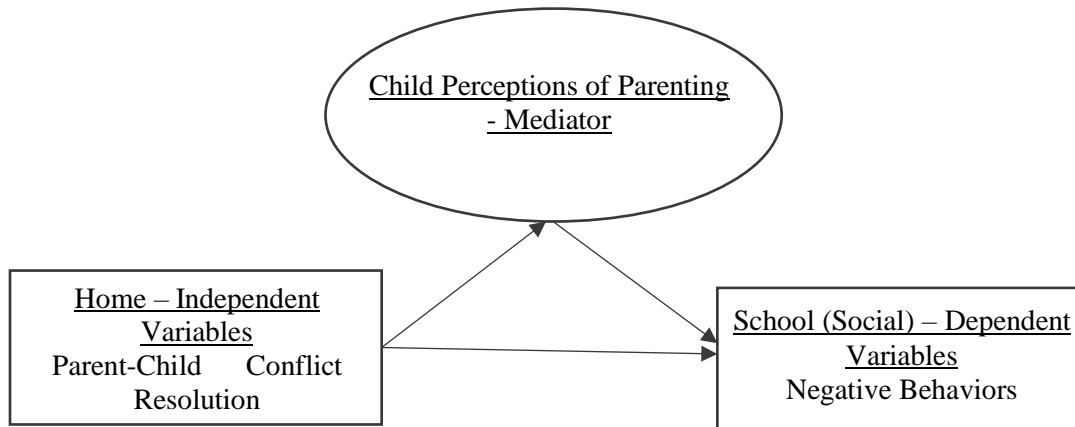 Child Perceptions of Parenting
- Mediator
Home – Independent
Variables
Parent-Child Conflict
Resolution
School (Social) – Dependent
Variables
Negative Behaviors